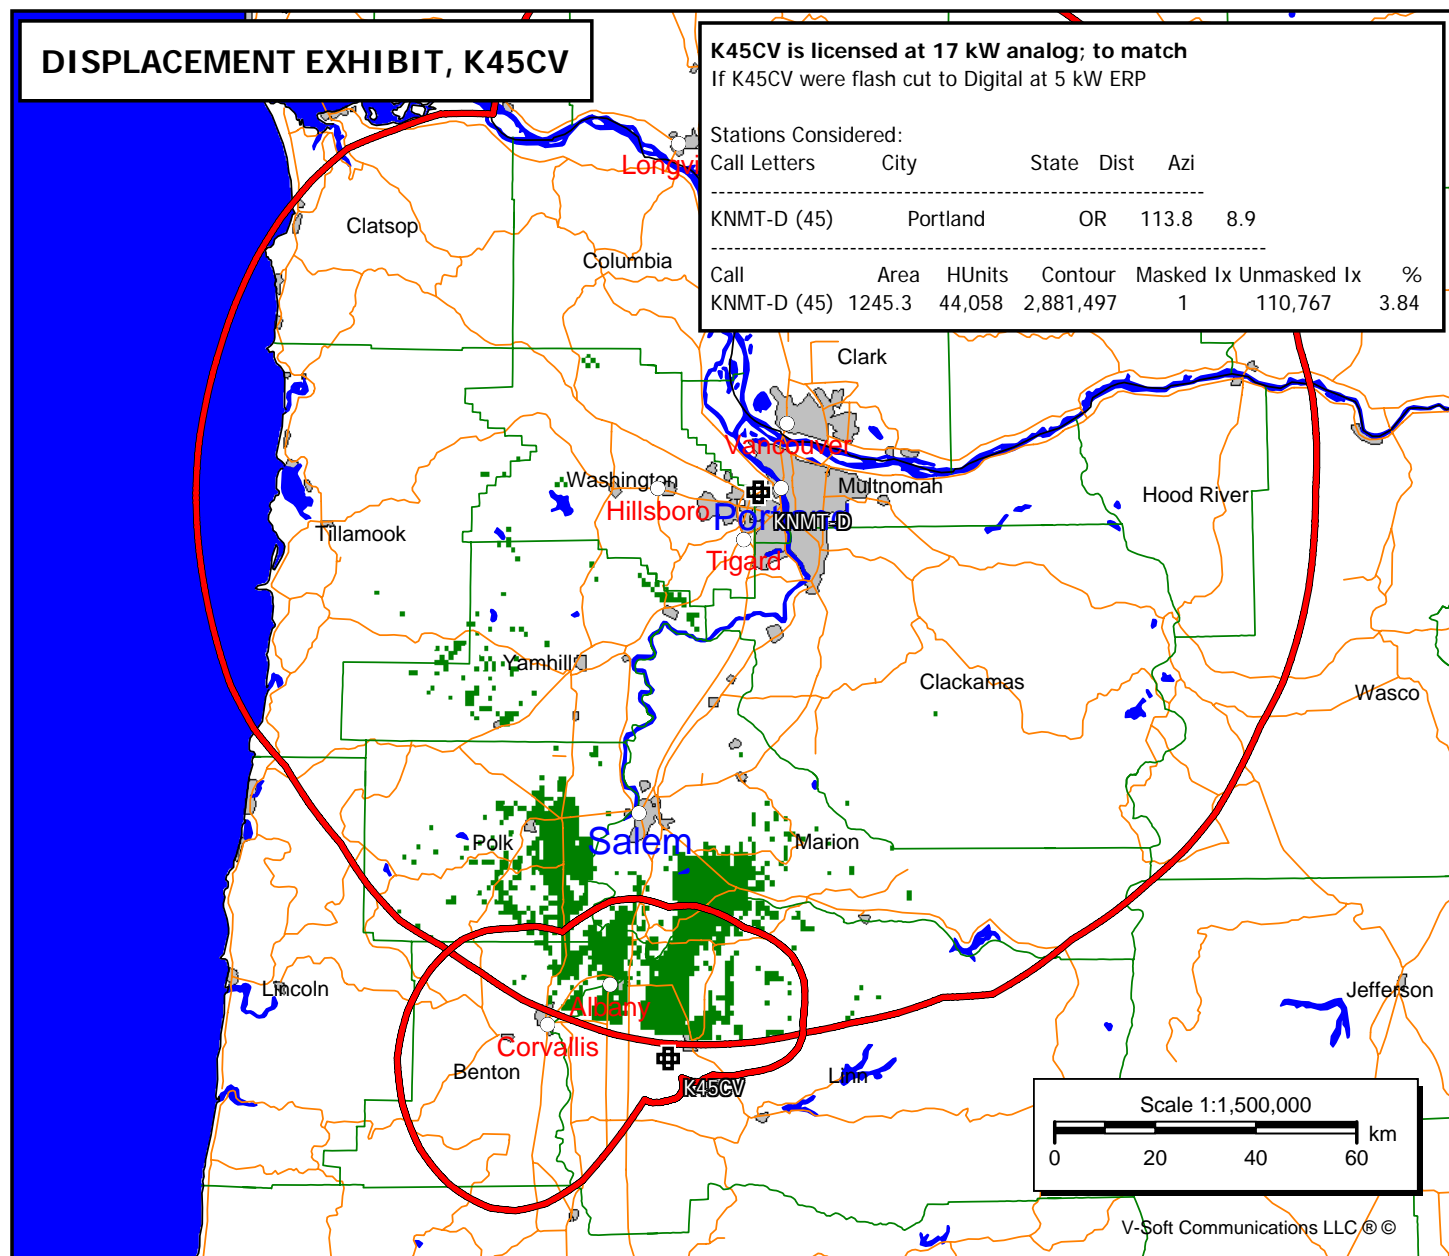 DISPLACEMENT EXHIBIT, K45CV
K45CV is licensed at 17 kW analog; to match
If K45CV were flash cut to Digital at 5 kW ERP
Stations Considered:
Call Letters City State Dist Azi
--------------------------------------------------------------
KNMT-D (45) Portland OR 113.8 8.9
----------------------------------------------------------------------
Call Area HUnits Contour Masked Ix Unmasked Ix %
KNMT-D (45) 1245.3 44,058 2,881,497 1 110,767 3.84
Longvi
Clatsop
Columbia
Clark
Vancouver
Washington
Multnomah
Hood River
Hillsboro
KNMT-D
Tillamook
Tigard
Yamhill
Clackamas
Wasco
Polk
Salem
Marion
Lincoln
Albany
Jefferson
Corvallis
Benton
Linn
K45CV
Scale 1:1,500,000
km
0 20 40 60
V-Soft Communications LLC ® ©